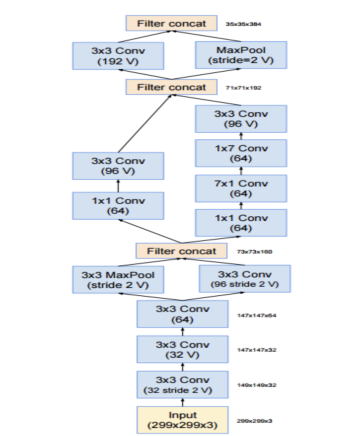 Filter concat 35x35x384
3x3 Conv MaxPool
(192 V) (stride=2 V)
Filter concat 71x71x192
3x3 Conv
(96 V)
3x3 Conv 1x7 Conv
(96 V) (64)
1x1 Conv 7x1 Conv
(64) (64)
1x1 Conv
(64)
Filter concat 73x73x160
3x3 MaxPool 3x3 Conv
(stride 2 V) (96 stride 2 V)
3x3 Conv 147x147x64
(64)
3x3 Conv 147x147x32
(32 V)
3x3 Conv 149x149x32
(32 stride 2 V)
Input 299x299x3
(299x299x3)